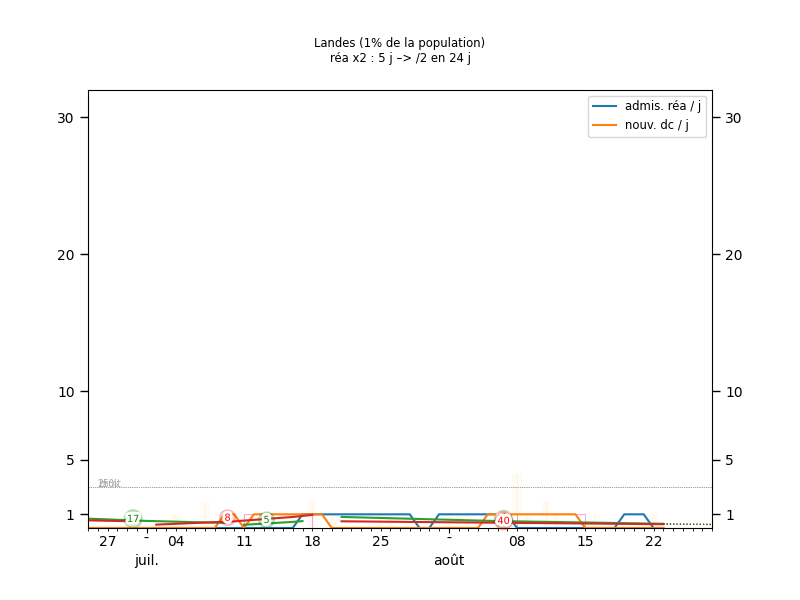 Landes (1% de la population)
réa x2 : 5 j –> /2 en 24 j
admis. réa / j
nouv. dc / j
30 30
20 20
10 10
5 5
1 1
17 8 5 40
27 - 04 11 18 25 - 08 15 22
juil. août